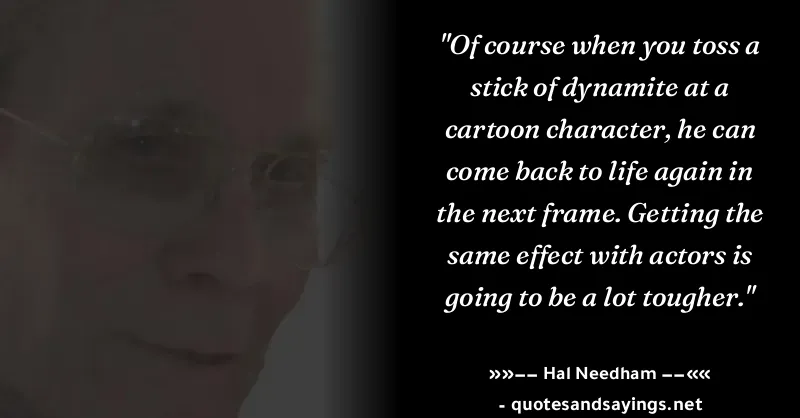 "Of course when you toss a
stick of dynamite at a
cartoon character, he can
come back to life again in
the next frame. Getting the
same effect with actors is
going to be a lot tougher."
»»–– Hal Needham ––««
- quotesandsayings.net